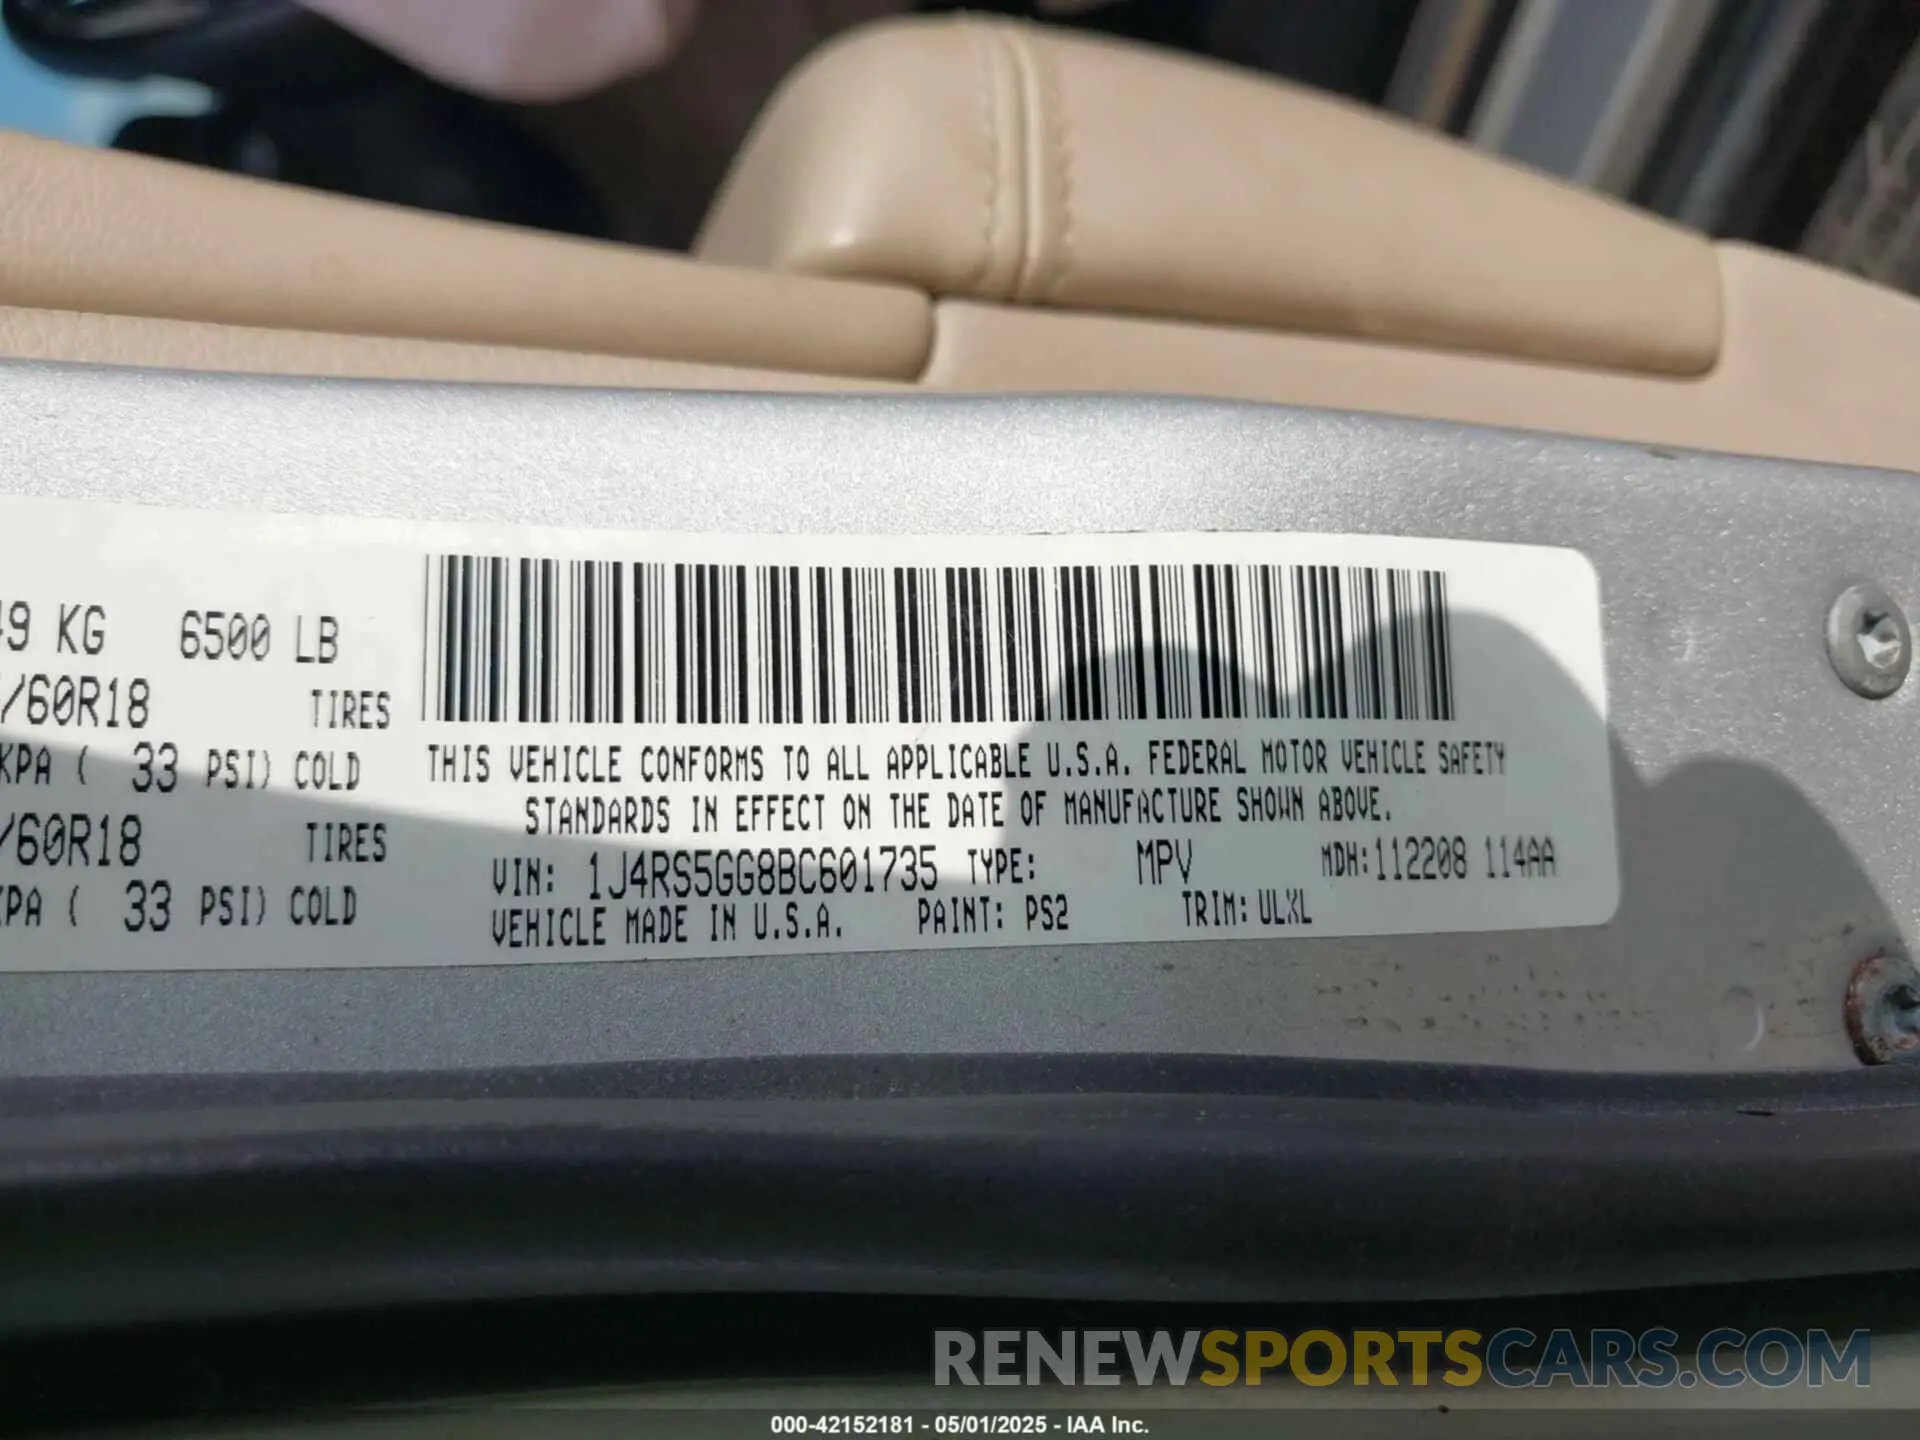 49 KG 6500 LB
/60R18 TIRES
KPA ( 33 PSI) COLD
/60R18 TIRES
KPA ( 33 PSI) COLD
THIS VEHICLE CONFORMS TO ALL APPLICABLE U.S.A. FEDERAL MOTOR VEHICLE SAFETY
STANDARDS IN EFFECT ON THE DATE OF MANUFACTURE SHOWN ABOVE.
VIN: 1J4RS5GG8BC601735 TYPE: MPV MDH:112208 114AA
VEHICLE MADE IN U.S.A. PAINT: PS2 TRIM: ULXL
RENEWSPORTSCARS.COM
000-42152181 - 05/01/2025 - IAA Inc.